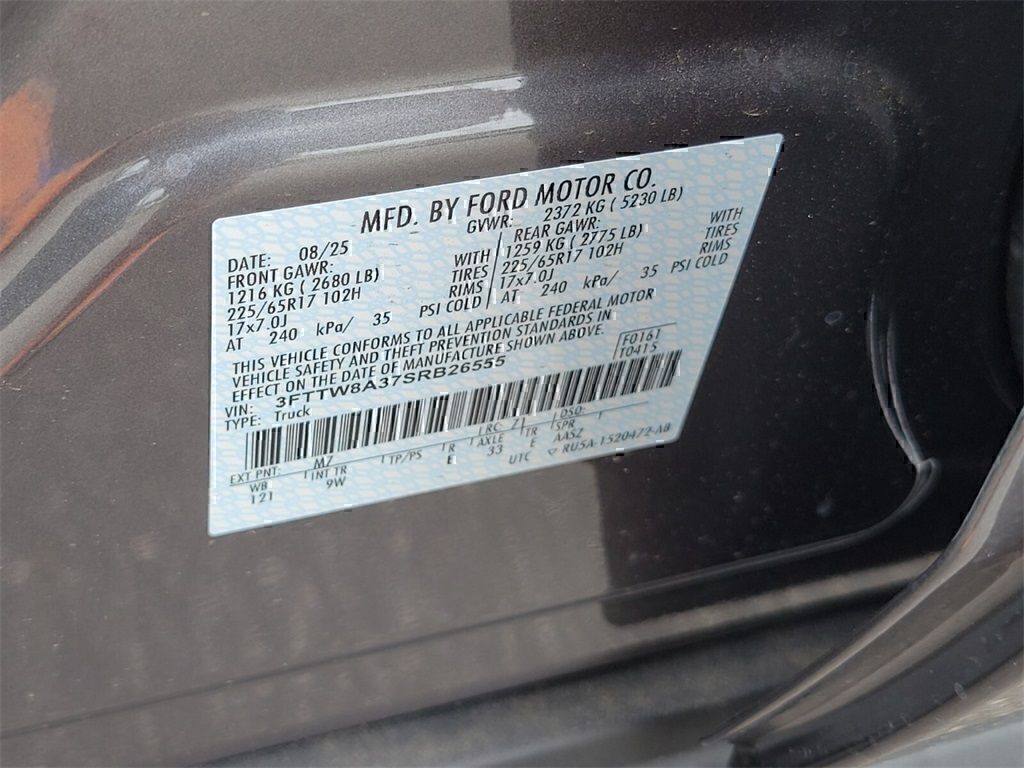 MFD. BY FORD MOTOR CO.
DATE: 08/25 GVWR: 2372 KG ( 5230 LB)
FRONT GAWR: WITH REAR GAWR: WITH
1216 KG ( 2680 LB) TIRES 1259 KG ( 2775 LB) TIRES
225/65R17 102H RIMS 225/65R17 102H RIMS
17x7.0J PSI COLD 17x7.0J PSI COLD
AT 240 kPa/ 35 AT 240 kPa/ 35
THIS VEHICLE CONFORMS TO ALL APPLICABLE FEDERAL MOTOR
VEHICLE SAFETY AND THEFT PREVENTION STANDARDS IN
EFFECT ON THE DATE OF MANUFACTURE SHOWN ABOVE.
VIN: 3FTTW8A37SRB26555 F0161
TYPE: Truck T0415
EXT PNT: M7 LRC 7 DSO:
WB INT TR TP/PS R AXLE TR SPR
121 9W E 33 E AASZ
UTC ▽ RU5A-1520472-AB